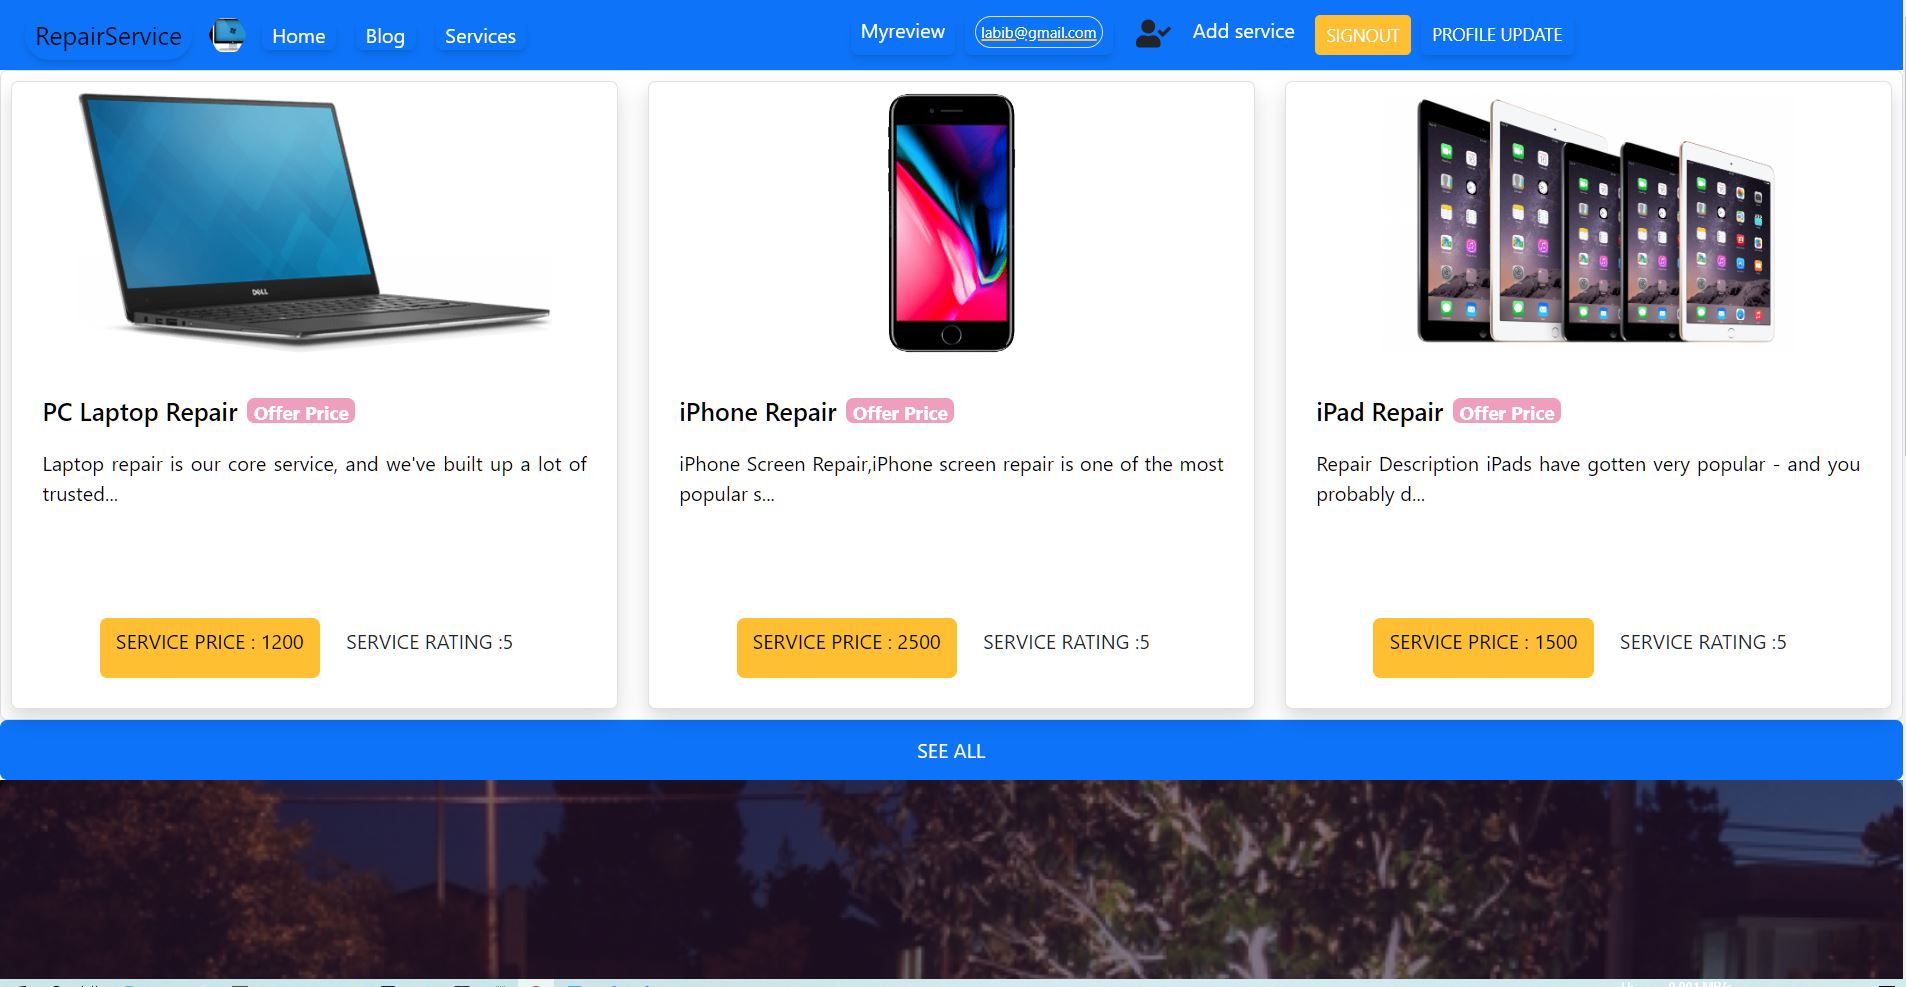 RepairService
Home
Blog
Services
Myreview
labib@gmail.com
Add service
SIGNOUT
PROFILE UPDATE
DELL
PC Laptop Repair Offer Price
Laptop repair is our core service, and we've built up a lot of
trusted...
SERVICE PRICE : 1200
SERVICE RATING :5
iPhone Repair Offer Price
iPhone Screen Repair,iPhone screen repair is one of the most
popular s...
SERVICE PRICE : 2500
SERVICE RATING :5
iPad Repair Offer Price
Repair Description iPads have gotten very popular - and you
probably d...
SERVICE PRICE : 1500
SERVICE RATING :5
SEE ALL